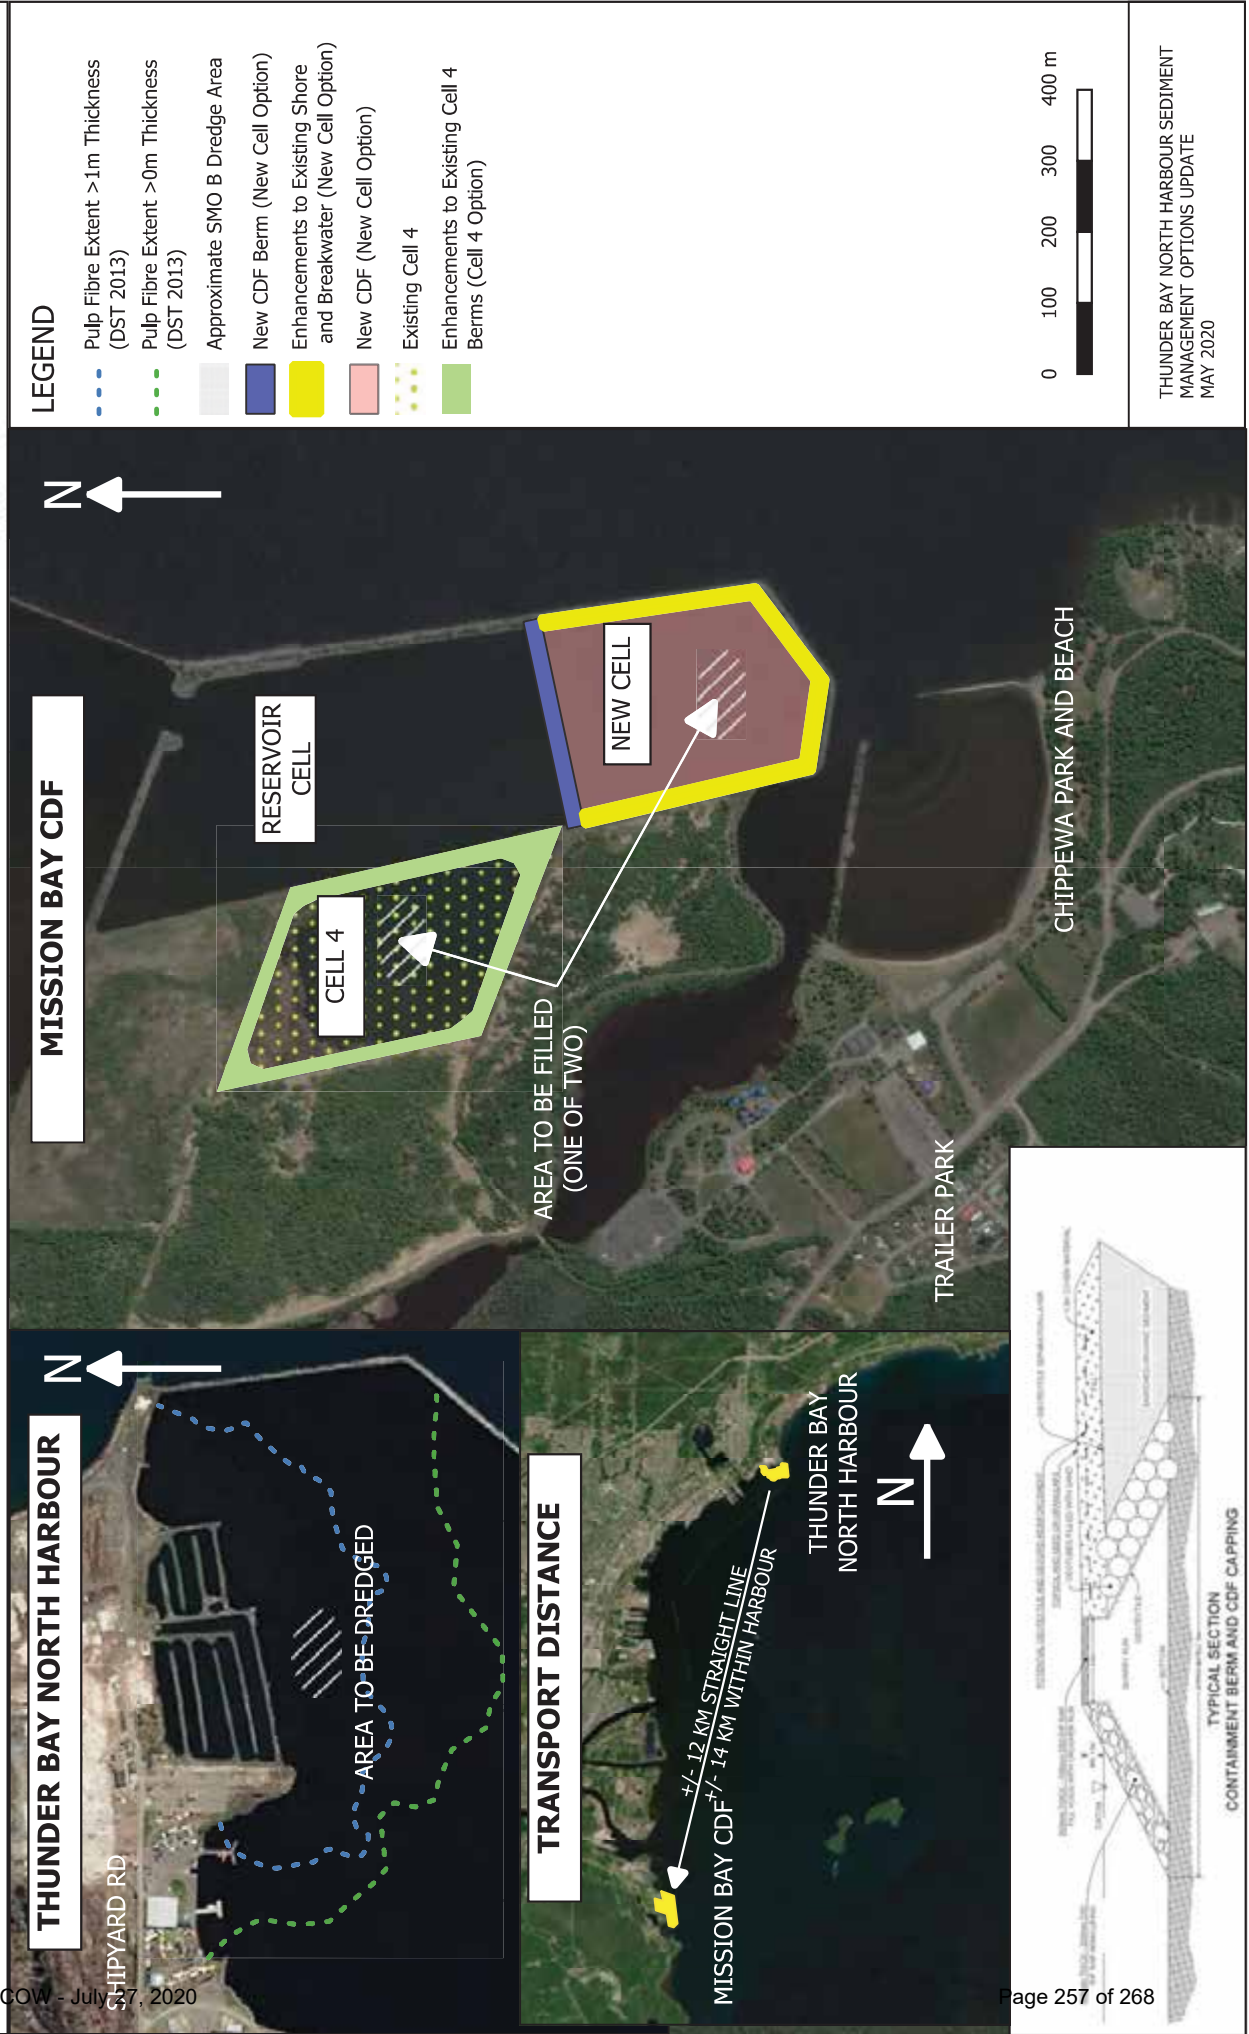 THUNDER BAY NORTH HARBOUR
N
SHIPYARD RD
AREA TO BE DREDGED
TRANSPORT DISTANCE
+/- 12 KM STRAIGHT LINE
+/- 14 KM WITHIN HARBOUR
MISSION BAY CDF
THUNDER BAY
NORTH HARBOUR
N
MISSION BAY CDF
N
RESERVOIR
CELL
CELL 4
NEW CELL
AREA TO BE FILLED
(ONE OF TWO)
TRAILER PARK
CHIPPEWA PARK AND BEACH
TYPICAL SECTION
CONTAINMENT BERM AND CDF CAPPING
LEGEND
Pulp Fibre Extent >1m Thickness
(DST 2013)
Pulp Fibre Extent >0m Thickness
(DST 2013)
Approximate SMO B Dredge Area
New CDF Berm (New Cell Option)
Enhancements to Existing Shore
and Breakwater (New Cell Option)
New CDF (New Cell Option)
Existing Cell 4
Enhancements to Existing Cell 4
Berms (Cell 4 Option)
0 100 200 300 400 m
THUNDER BAY NORTH HARBOUR SEDIMENT
MANAGEMENT OPTIONS UPDATE
MAY 2020
COW - July 27, 2020
Page 257 of 268